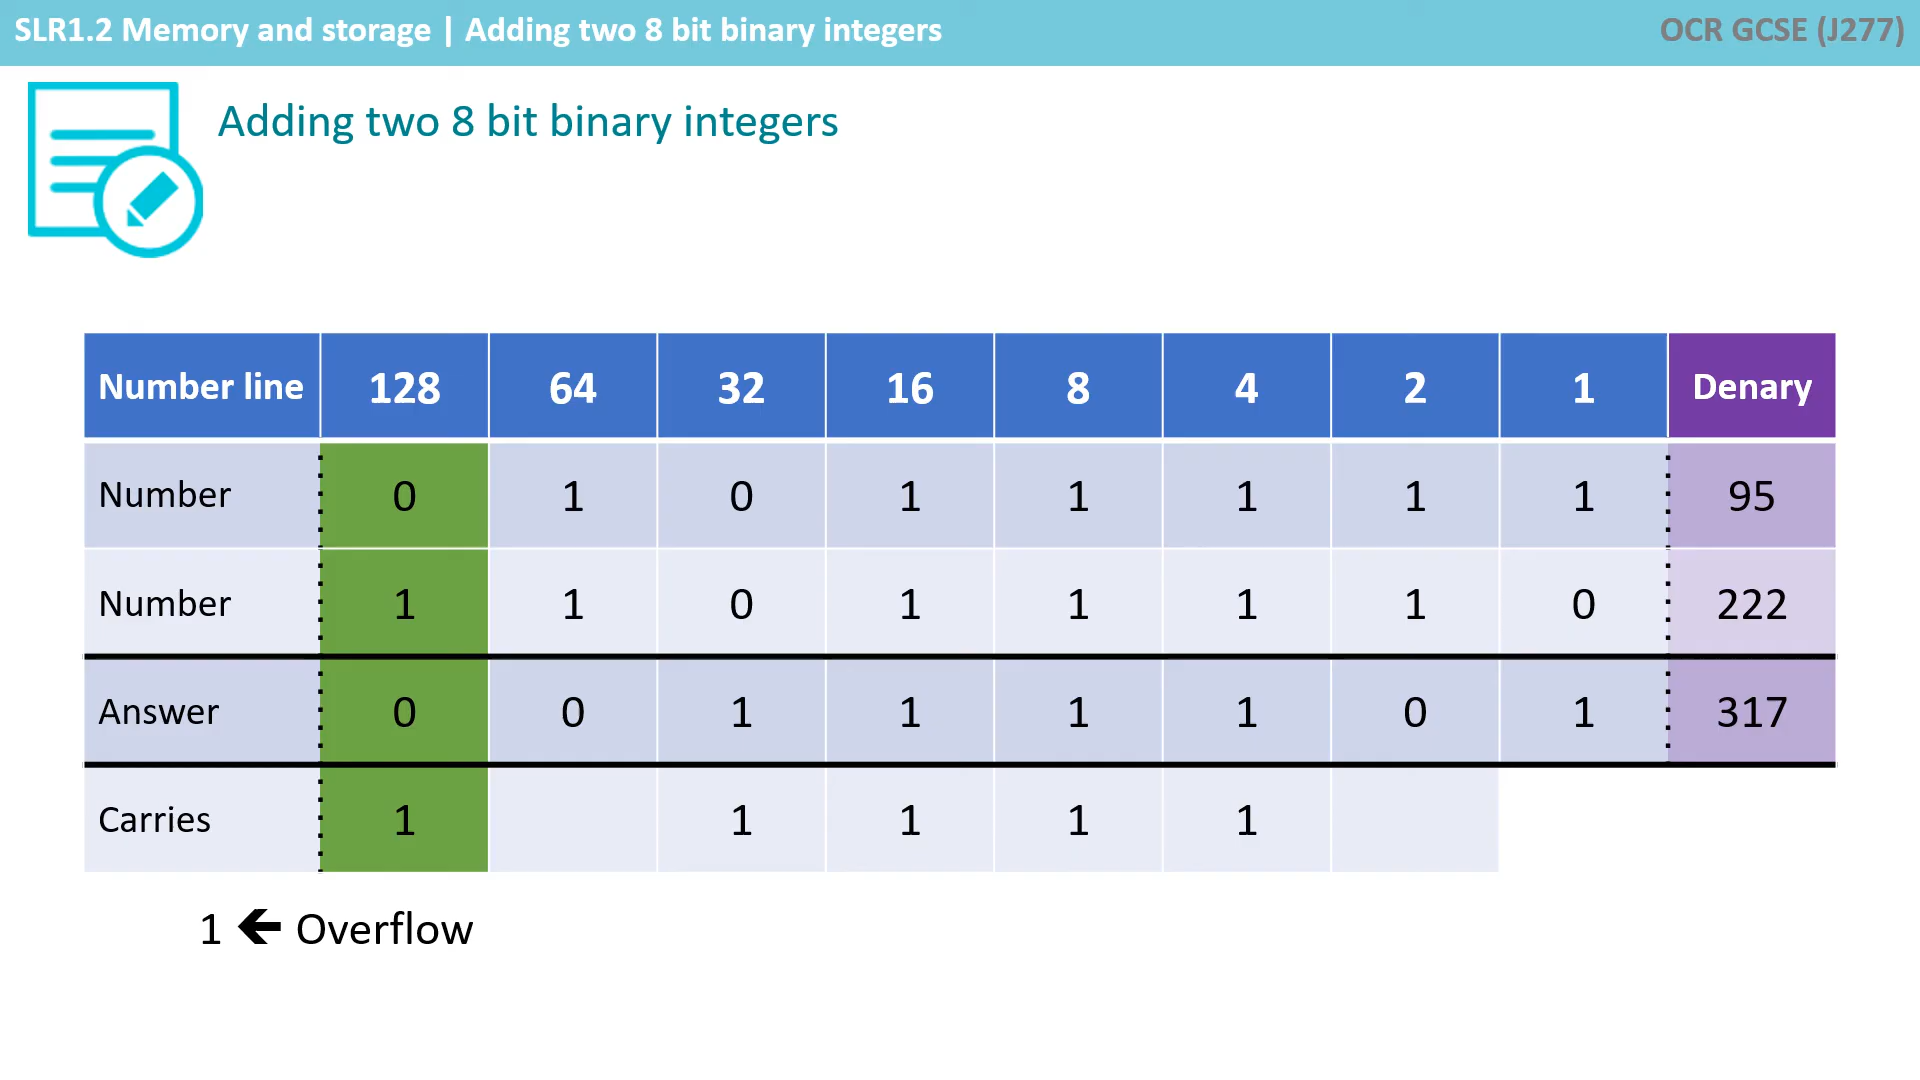 SLR1.2 Memory and storage | Adding two 8 bit binary integers
OCR GCSE (J277)
Adding two 8 bit binary integers
Number line 128 64 32 16 8 4 2 1 Denary
Number 0 1 0 1 1 1 1 1 95
Number 1 1 0 1 1 1 1 0 222
Answer 0 0 1 1 1 1 0 1 317
Carries 1 1 1 1 1
1 🡰 Overflow